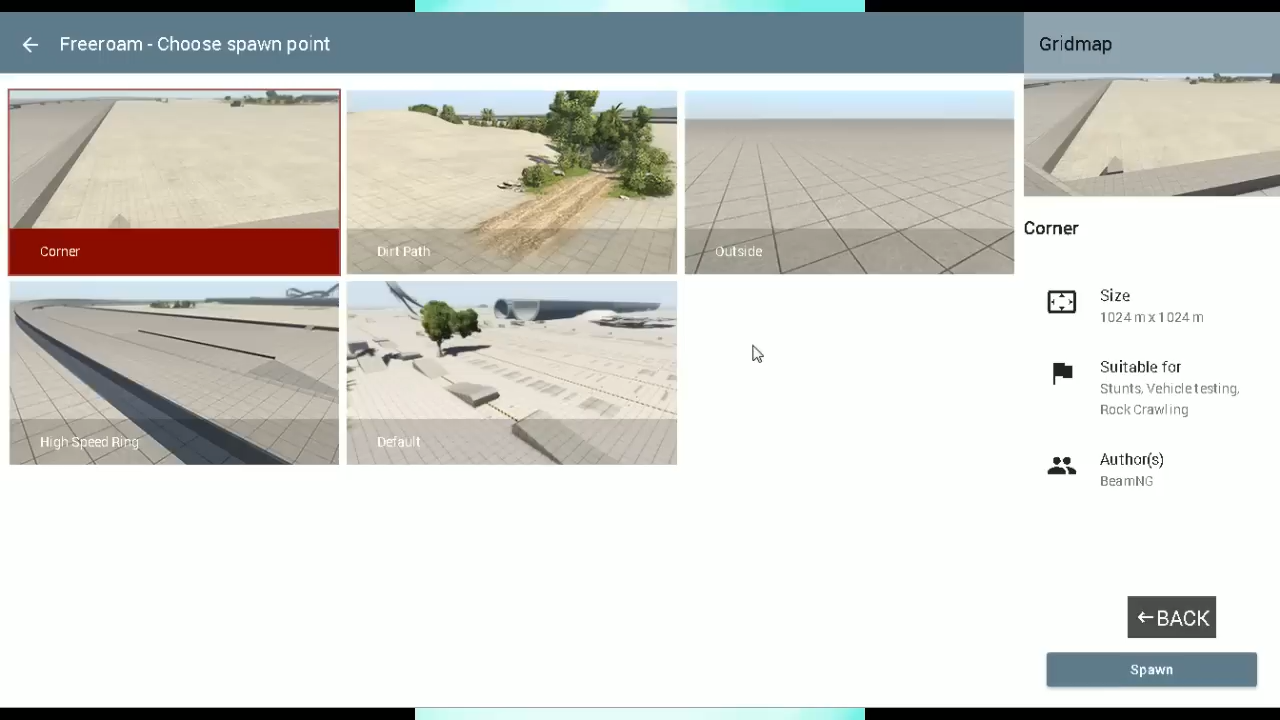 Freeroam - Choose spawn point
Gridmap
Corner
Dirt Path
Outside
High Speed Ring
Default
Corner
Size
1024 m x 1024 m
Suitable for
Stunts, Vehicle testing,
Rock Crawling
Author(s)
BeamNG
←BACK
Spawn